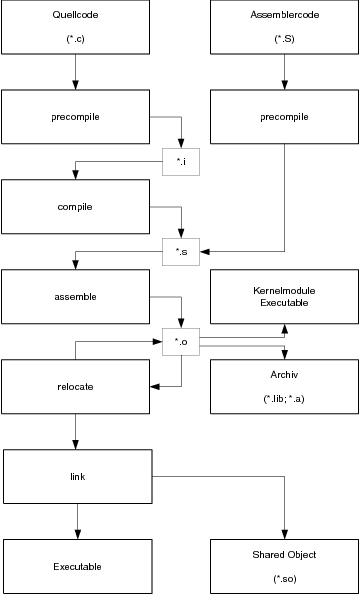 Quellcode
(*.c)
Assemblercode
(*.S)
precompile
precompile
*.i
compile
*.s
assemble
Kernelmodule
Executable
*.o
relocate
Archiv
(*.lib; *.a)
link
Executable
Shared Object
(*.so)